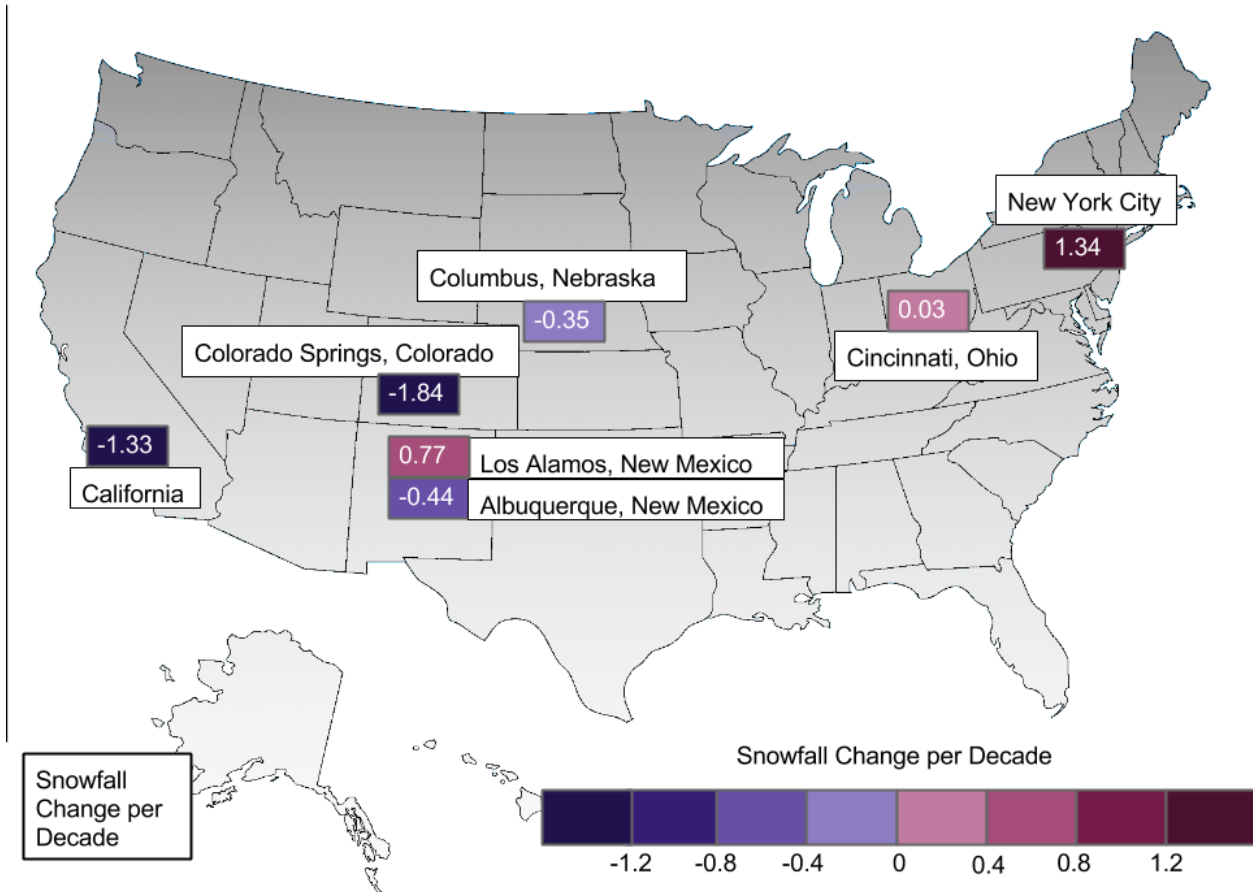 New York City
1.34
Columbus, Nebraska
-0.35
0.03
Cincinnati, Ohio
Colorado Springs, Colorado
-1.84
-1.33
California
0.77
Los Alamos, New Mexico
-0.44
Albuquerque, New Mexico
Snowfall
Change per
Decade
Snowfall Change per Decade
-1.2 -0.8 -0.4 0 0.4 0.8 1.2